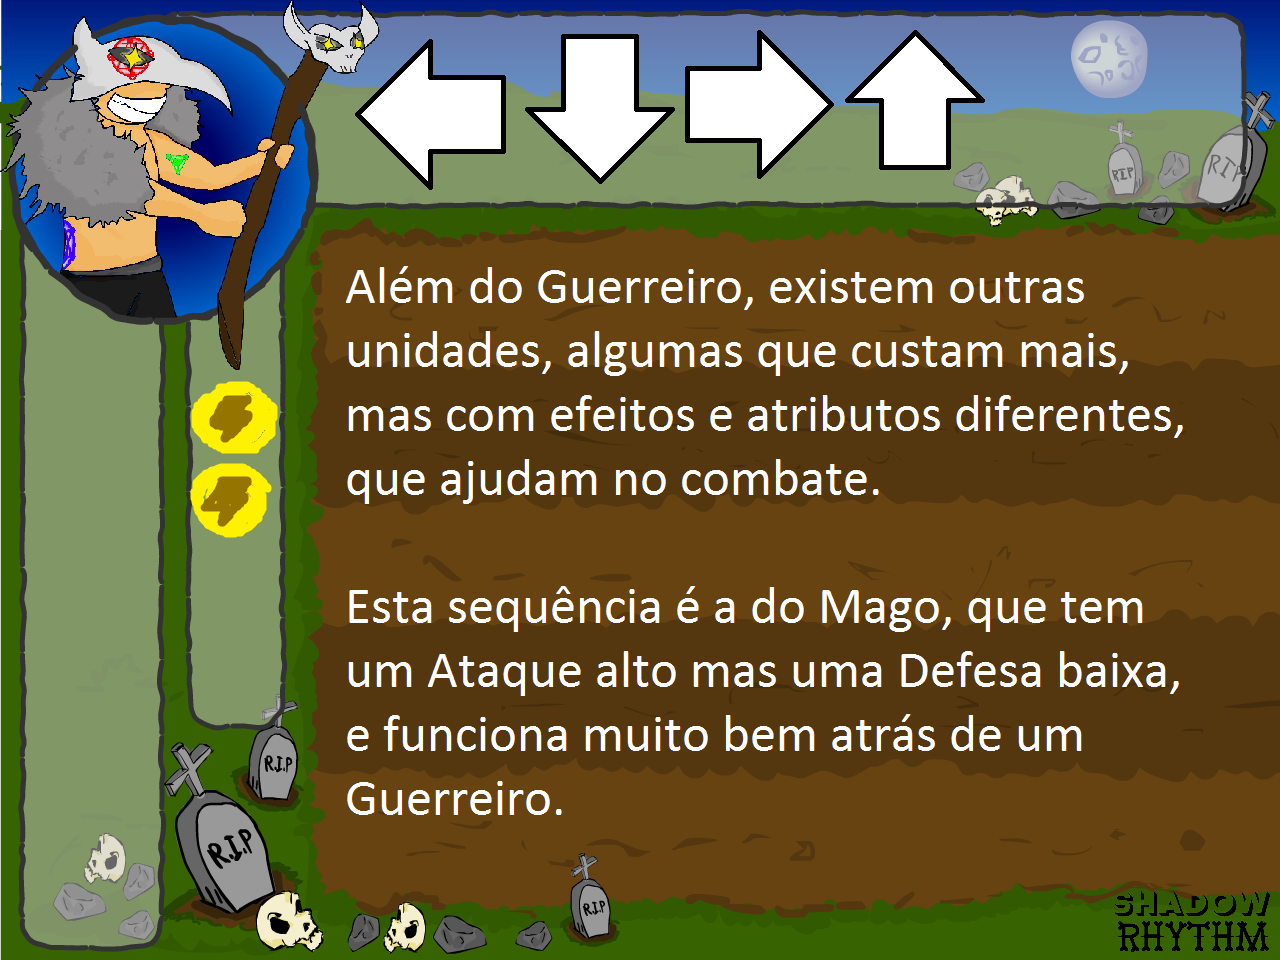 Além do Guerreiro, existem outras
unidades, algumas que custam mais,
mas com efeitos e atributos diferentes,
que ajudam no combate.
Esta sequência é a do Mago, que tem
um Ataque alto mas uma Defesa baixa,
e funciona muito bem atrás de um
Guerreiro.
RIP
RIP
R.I.P
R.I.P
R.I.P
SHADOW
RHYTHM